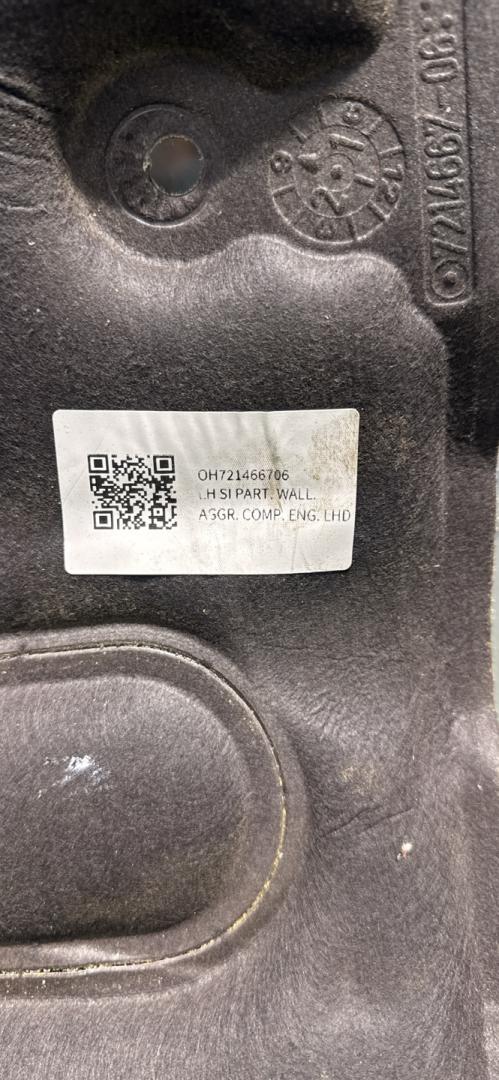 7214667-06
OH721466706
LH SI PART. WALL.
AGGR. COMP. ENG. LHD